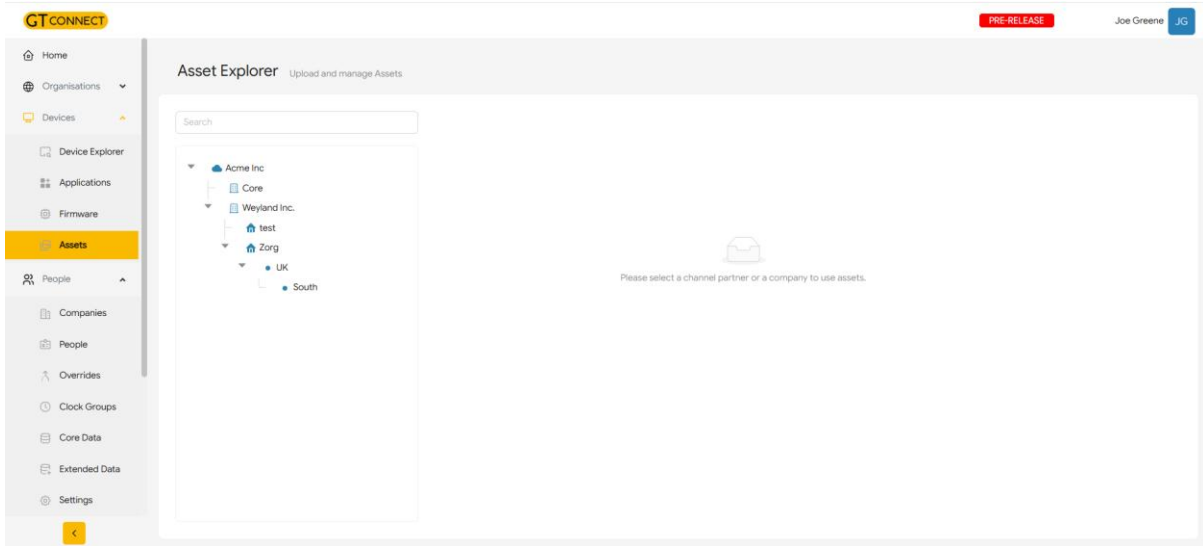 GT CONNECT
PRE-RELEASE
Joe Greene
JG
Home
Organisations
Devices
Device Explorer
Applications
Firmware
Assets
People
Companies
People
Overrides
Clock Groups
Core Data
Extended Data
Settings
Asset Explorer Upload and manage Assets
Search
Acme Inc
Core
Weyland Inc.
test
Zorg
UK
South
Please select a channel partner or a company to use assets.